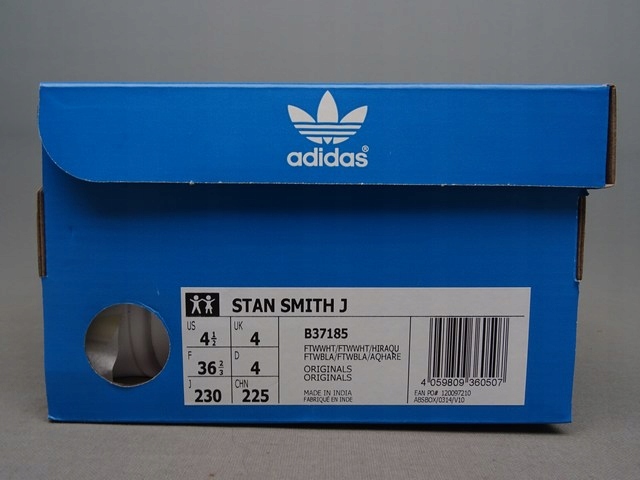 adidas®
STAN SMITH J
US UK
4½ 4
F D
36⅔ 4
J CHN
230 225
B37185
FTWWHT/FTWWHT/HIRAQU
FTWBLA/FTWBLA/AQHARE
ORIGINALS
ORIGINALS
MADE IN INDIA
FABRIQUÉ EN INDE
4 059809 360507
EAN PO# 120097210
ABSBOX/0314/V10